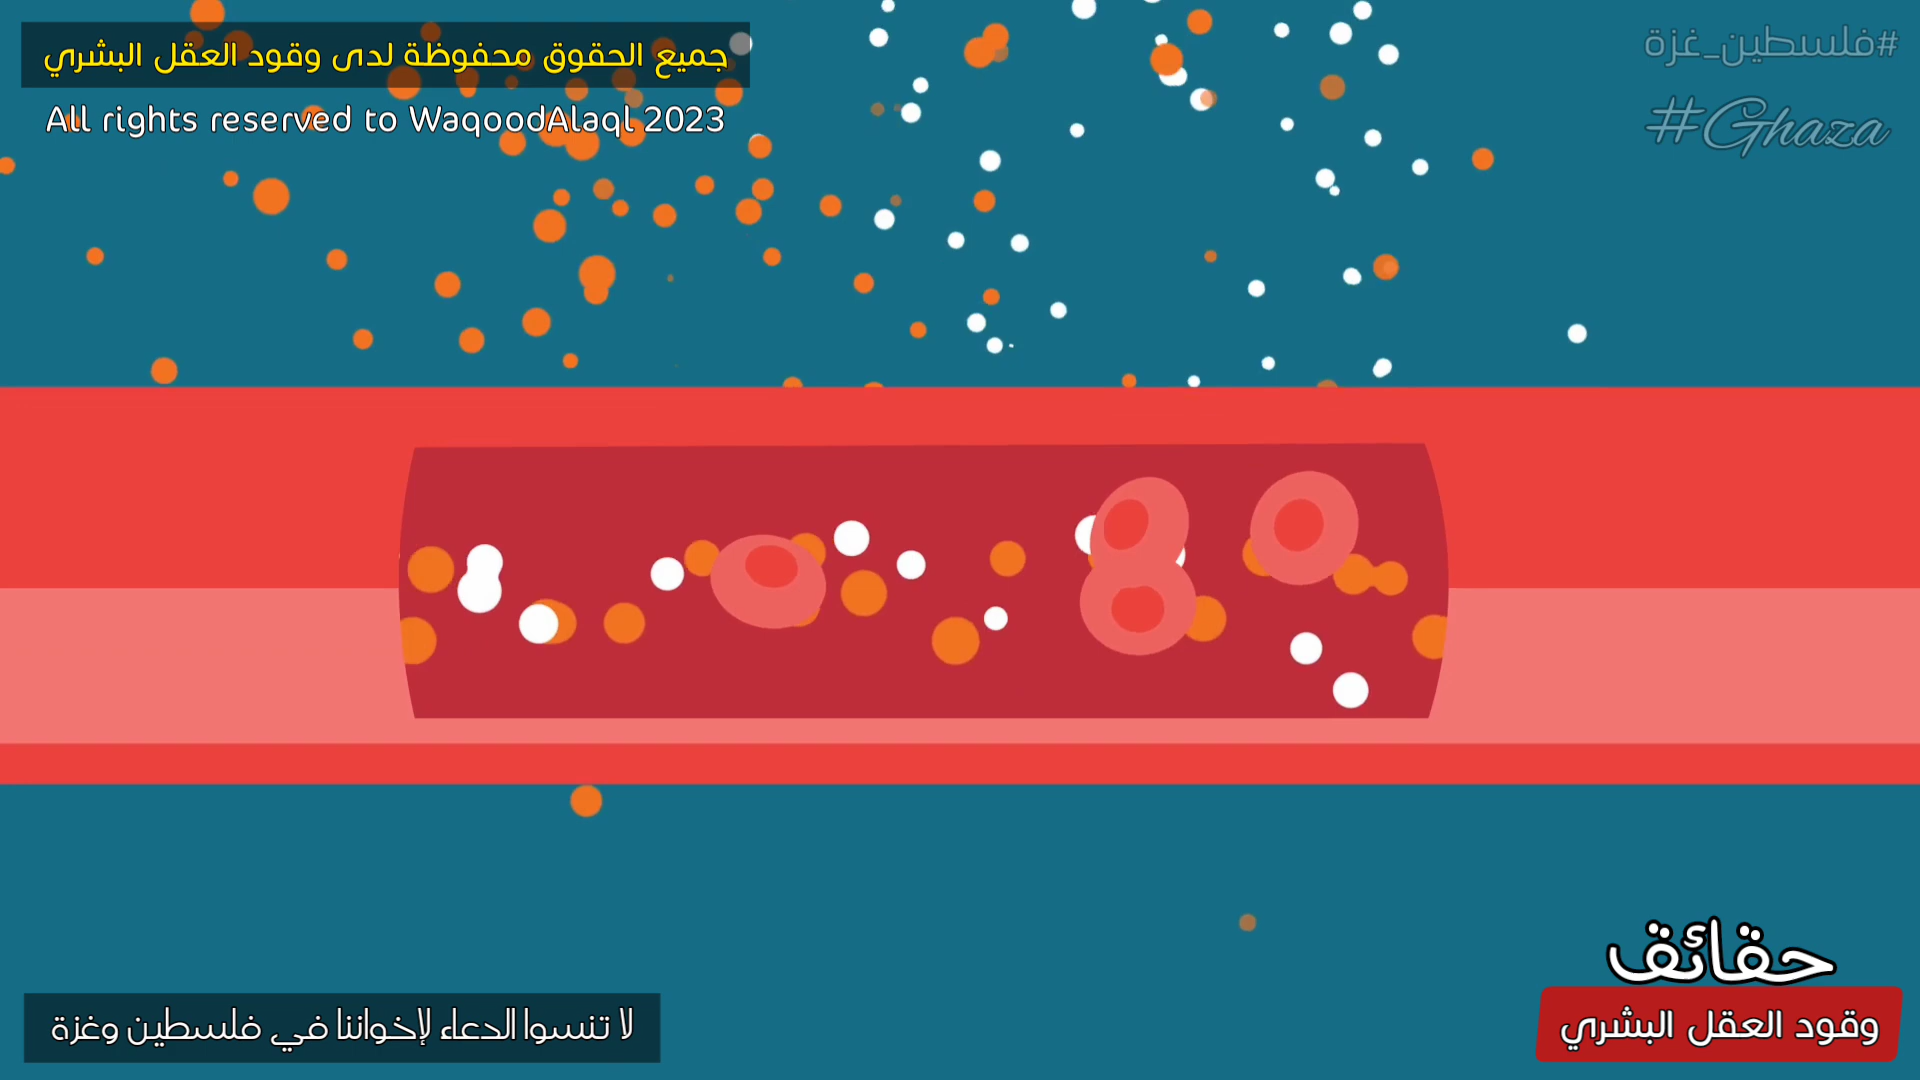 جميع الحقوق محفوظة لدى وقود العقل البشري
All rights reserved to WaqoodAlaql 2023
#فلسطين_غزة
#Ghaza
حقائق
وقود العقل البشري
لا تنسوا الدعاء لإخواننا في فلسطين وغزة